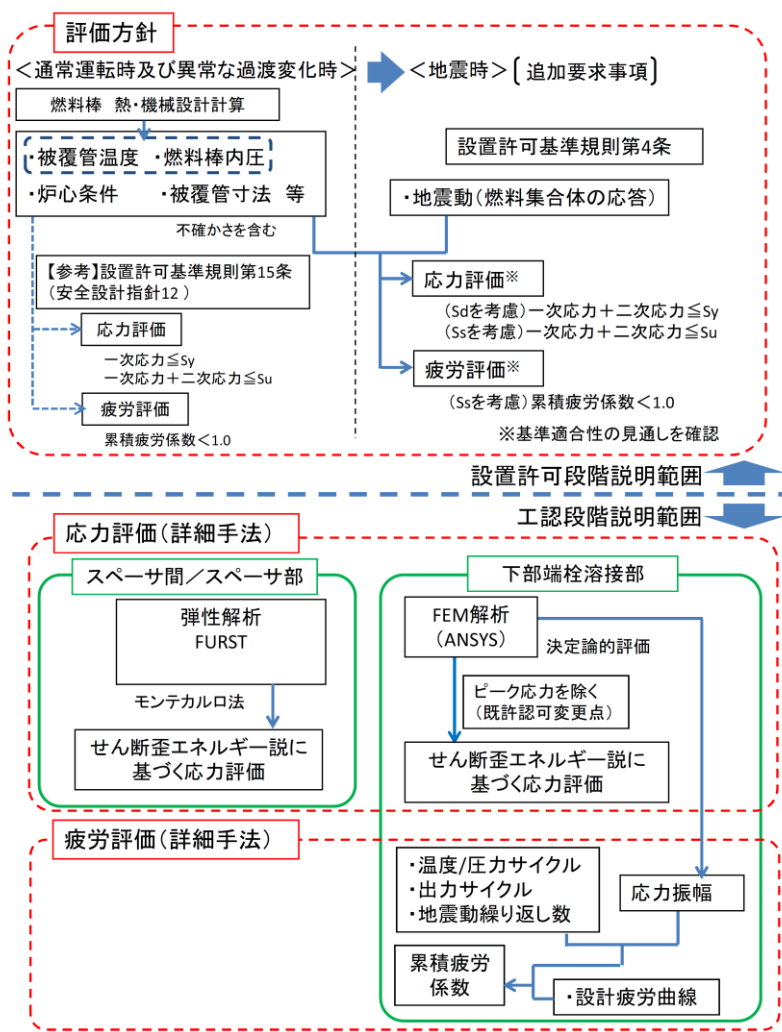 評価方針
＜通常運転時及び異常な過渡変化時＞
燃料棒 熱・機械設計計算
・被覆管温度 ・燃料棒内圧
・炉心条件 ・被覆管寸法 等
不確かさを含む
【参考】設置許可基準規則第15条
（安全設計指針12 ）
応力評価
一次応力≦Sy
一次応力＋二次応力≦Su
疲労評価
累積疲労係数＜1.0
＜地震時＞〔追加要求事項〕
設置許可基準規則第4条
・地震動（燃料集合体の応答）
応力評価※
（Sdを考慮）一次応力＋二次応力≦Sy
（Ssを考慮）一次応力＋二次応力≦Su
疲労評価※
（Ssを考慮）累積疲労係数＜1.0
※基準適合性の見通しを確認
設置許可段階説明範囲
工認段階説明範囲
応力評価（詳細手法）
スペーサ間／スペーサ部
弾性解析
FURST
モンテカルロ法
せん断歪エネルギー説に
基づく応力評価
下部端栓溶接部
FEM解析
（ANSYS）
決定論的評価
ピーク応力を除く
（既許認可変更点）
せん断歪エネルギー説に
基づく応力評価
疲労評価（詳細手法）
・温度/圧力サイクル
・出力サイクル
・地震動繰り返し数
応力振幅
累積疲労
係数
・設計疲労曲線